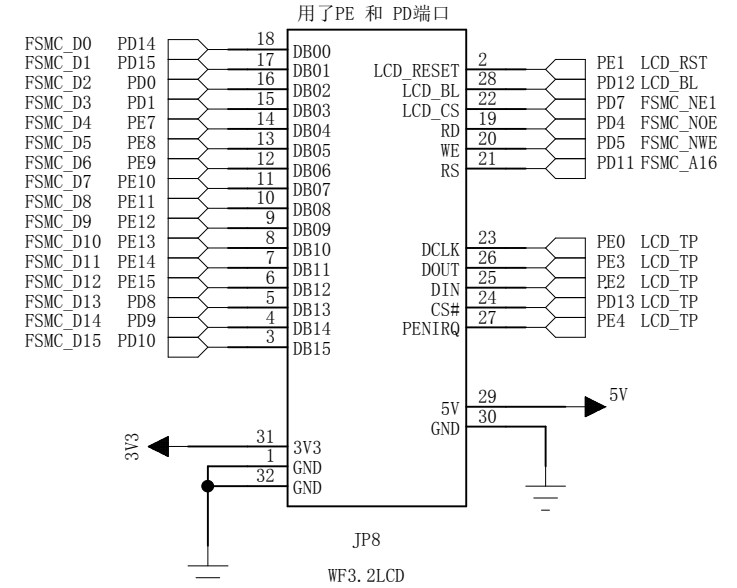 用了PE 和 PD端口
FSMC_D0 PD14 18 DB00
FSMC_D1 PD15 17 DB01
FSMC_D2 PD0 16 DB02
FSMC_D3 PD1 15 DB03
FSMC_D4 PE7 14 DB04
FSMC_D5 PE8 13 DB05
FSMC_D6 PE9 12 DB06
FSMC_D7 PE10 11 DB07
FSMC_D8 PE11 10 DB08
FSMC_D9 PE12 9 DB09
FSMC_D10 PE13 8 DB10
FSMC_D11 PE14 7 DB11
FSMC_D12 PE15 6 DB12
FSMC_D13 PD8 5 DB13
FSMC_D14 PD9 4 DB14
FSMC_D15 PD10 3 DB15
3V3 31 3V3
1 GND
32 GND
LCD_RESET 2 PE1 LCD_RST
LCD_BL 28 PD12 LCD_BL
LCD_CS 22 PD7 FSMC_NE1
RD 19 PD4 FSMC_NOE
WE 20 PD5 FSMC_NWE
RS 21 PD11 FSMC_A16
DCLK 23 PE0 LCD_TP
DOUT 26 PE3 LCD_TP
DIN 25 PE2 LCD_TP
CS# 24 PD13 LCD_TP
PENIRQ 27 PE4 LCD_TP
5V 29 5V
GND 30
JP8
WF3.2LCD